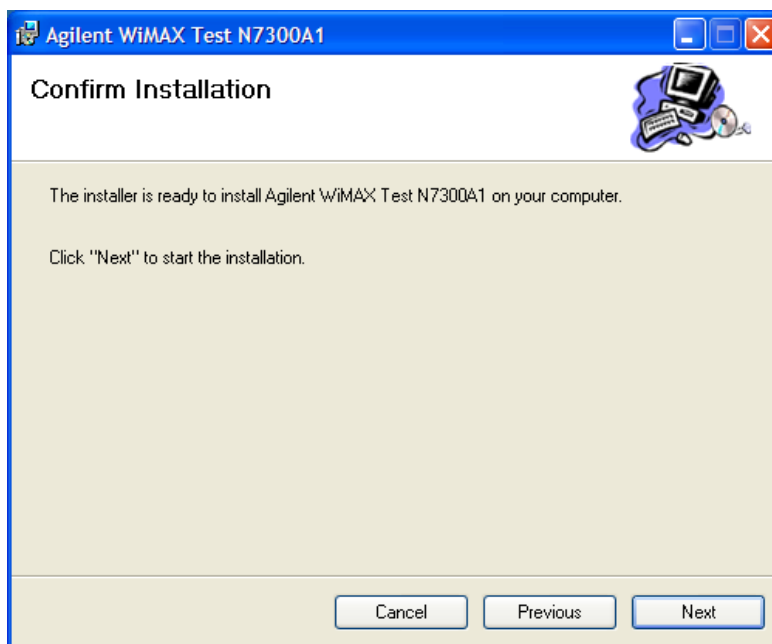 Agilent WiMAX Test N7300A1
Confirm Installation
The installer is ready to install Agilent WiMAX Test N7300A1 on your computer.
Click "Next" to start the installation.
Cancel
Previous
Next